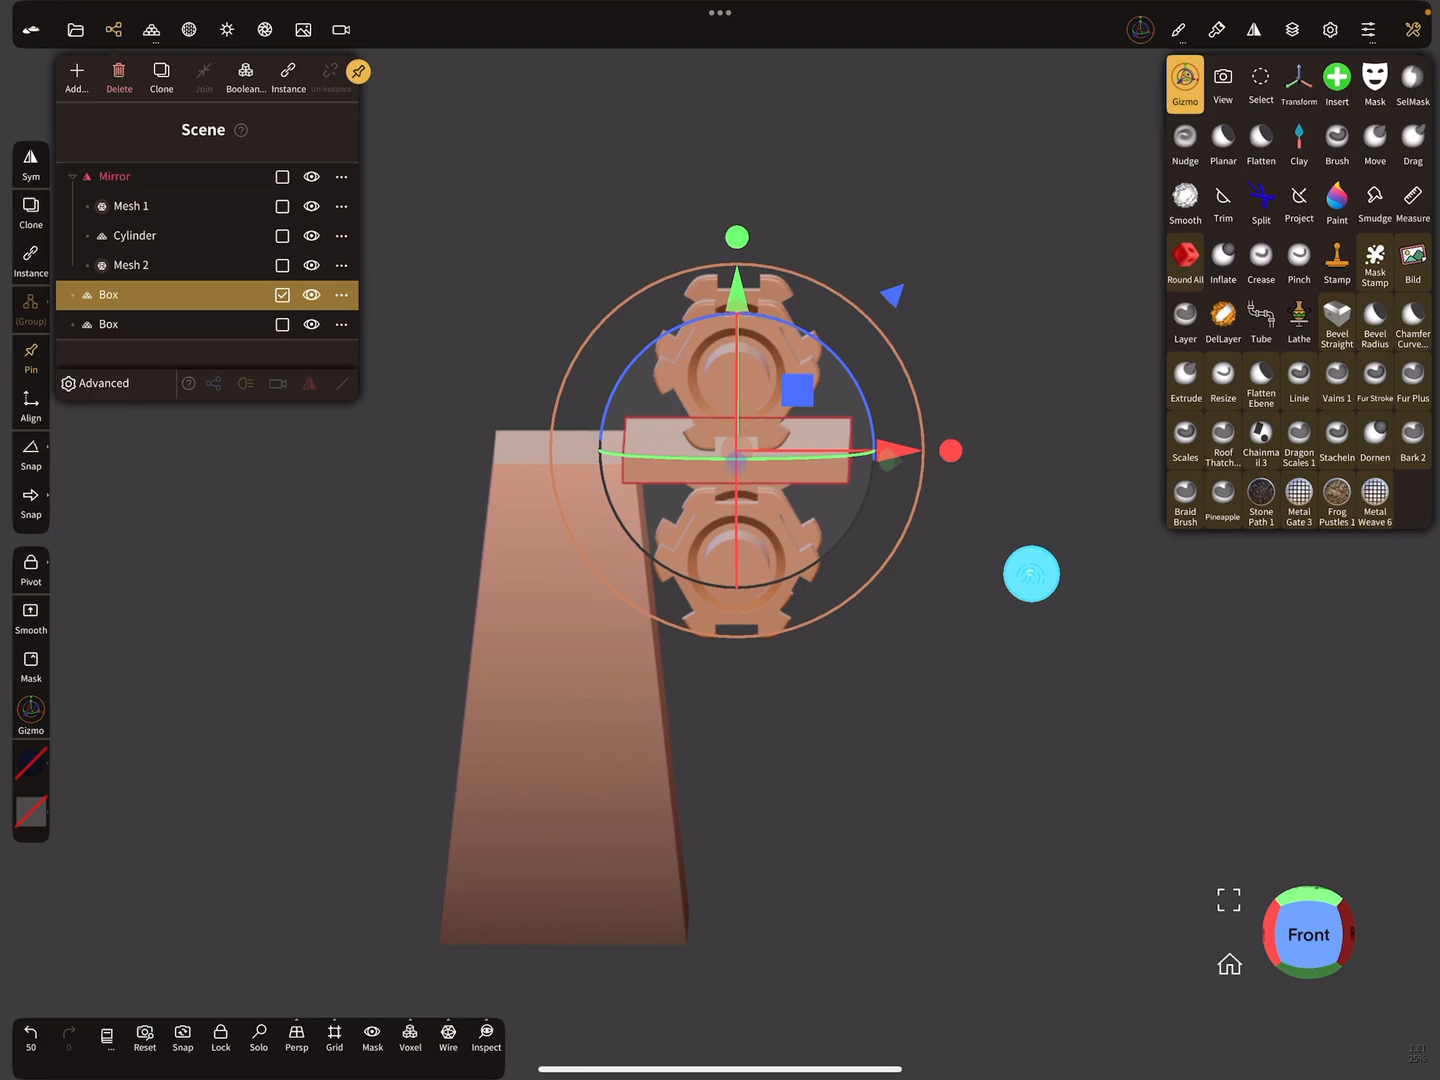 Add...
Delete
Clone
Join
Boolean...
Instance
Un-instance
Scene
Mirror
Mesh 1
Cylinder
Mesh 2
Box
Box
Advanced
Sym
Clone
Instance
(Group)
Pin
Align
Snap
Snap
Pivot
Smooth
Mask
Gizmo
Gizmo View Select Transform Insert Mask SelMask
Nudge Planar Flatten Clay Brush Move Drag
Smooth Trim Split Project Paint Smudge Measure
Round All Inflate Crease Pinch Stamp Mask Stamp Bild
Layer DelLayer Tube Lathe Bevel Straight Bevel Radius Chamfer Curve...
Extrude Resize Flatten Ebene Linie Vains 1 Fur Stroke Fur Plus
Scales Roof Thatch... Chainmail 3 Dragon Scales 1 Stacheln Dornen Bark 2
Braid Brush Pineapple Stone Path 1 Metal Gate 3 Frog Pustles 1 Metal Weave 6
Front
50 0 ... Reset Snap Lock Solo Persp Grid Mask Voxel Wire Inspect
1.81
25%